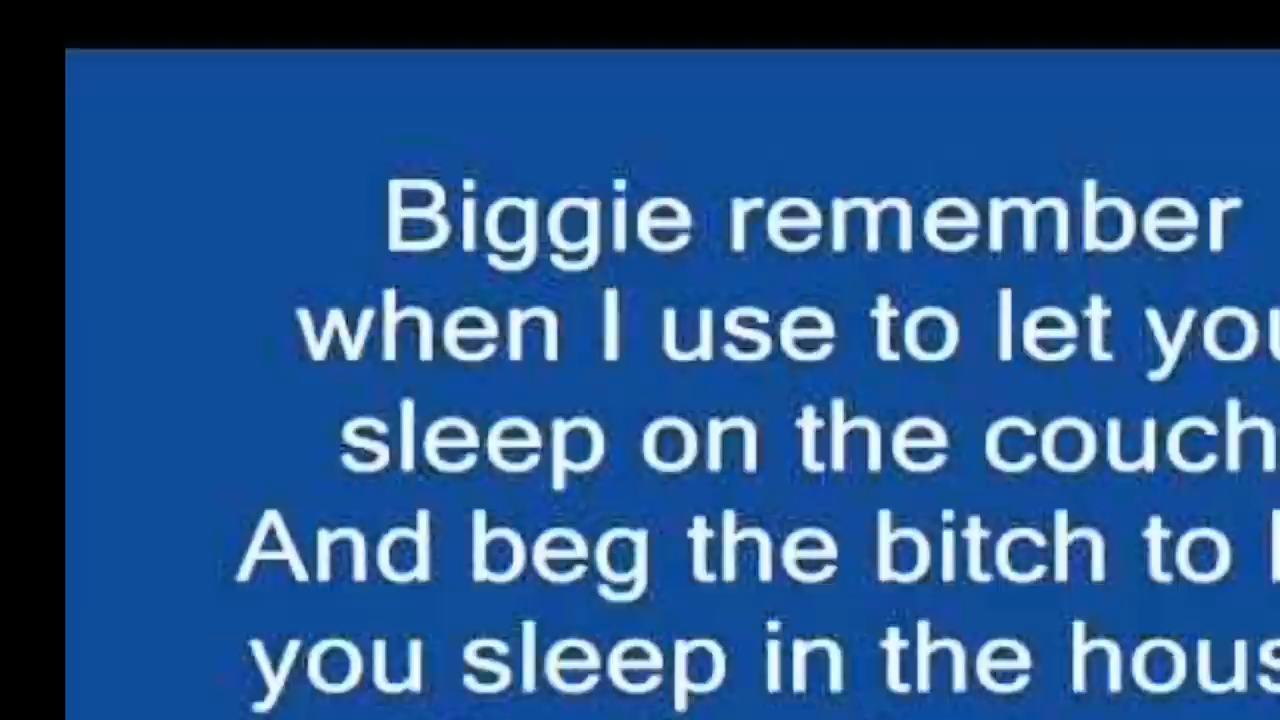 Biggie remember
when I use to let you
sleep on the couch
And beg the bitch to
you sleep in the hous